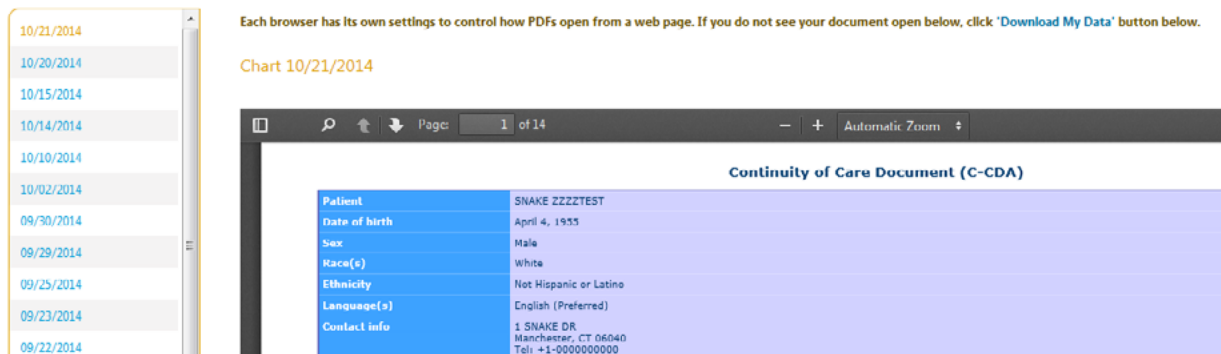 10/21/2014
10/20/2014
10/15/2014
10/14/2014
10/10/2014
10/02/2014
09/30/2014
09/29/2014
09/25/2014
09/23/2014
09/22/2014
Each browser has its own settings to control how PDFs open from a web page. If you do not see your document open below, click 'Download My Data' button below.
Chart 10/21/2014
Page: 1 of 14
Automatic Zoom
Continuity of Care Document (C-CDA)
Patient SNAKE ZZZZTEST
Date of birth April 4, 1955
Sex Male
Race(s) White
Ethnicity Not Hispanic or Latino
Language(s) English (Preferred)
Contact info 1 SNAKE DR
Manchester, CT 06040
Tel: +1-0000000000